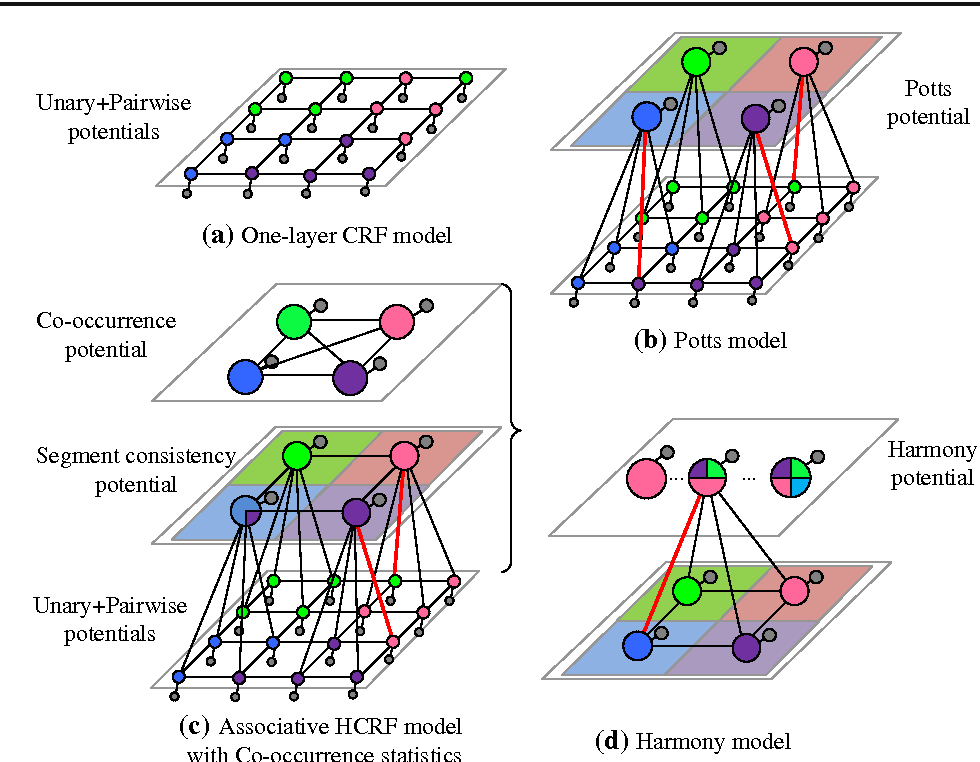 Unary+Pairwise
potentials
(a) One-layer CRF model
Potts
potential
(b) Potts model
Co-occurrence
potential
Segment consistency
potential
Unary+Pairwise
potentials
(c) Associative HCRF model
with Co-occurrence statistics
Harmony
potential
... ...
(d) Harmony model